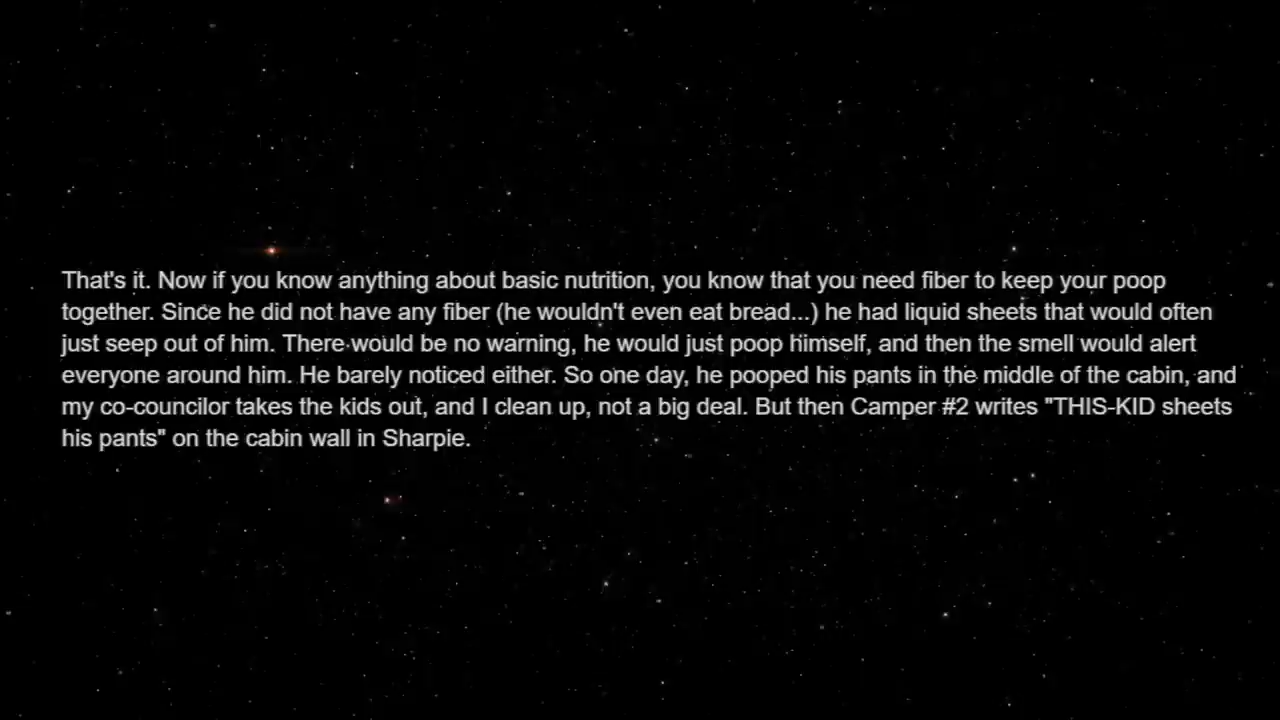 That's it. Now if you know anything about basic nutrition, you know that you need fiber to keep your poop
together. Since he did not have any fiber (he wouldn't even eat bread...) he had liquid sheets that would often
just seep out of him. There would be no warning, he would just poop himself, and then the smell would alert
everyone around him. He barely noticed either. So one day, he pooped his pants in the middle of the cabin, and
my co-councilor takes the kids out, and I clean up, not a big deal. But then Camper #2 writes "THIS-KID sheets
his pants" on the cabin wall in Sharpie.